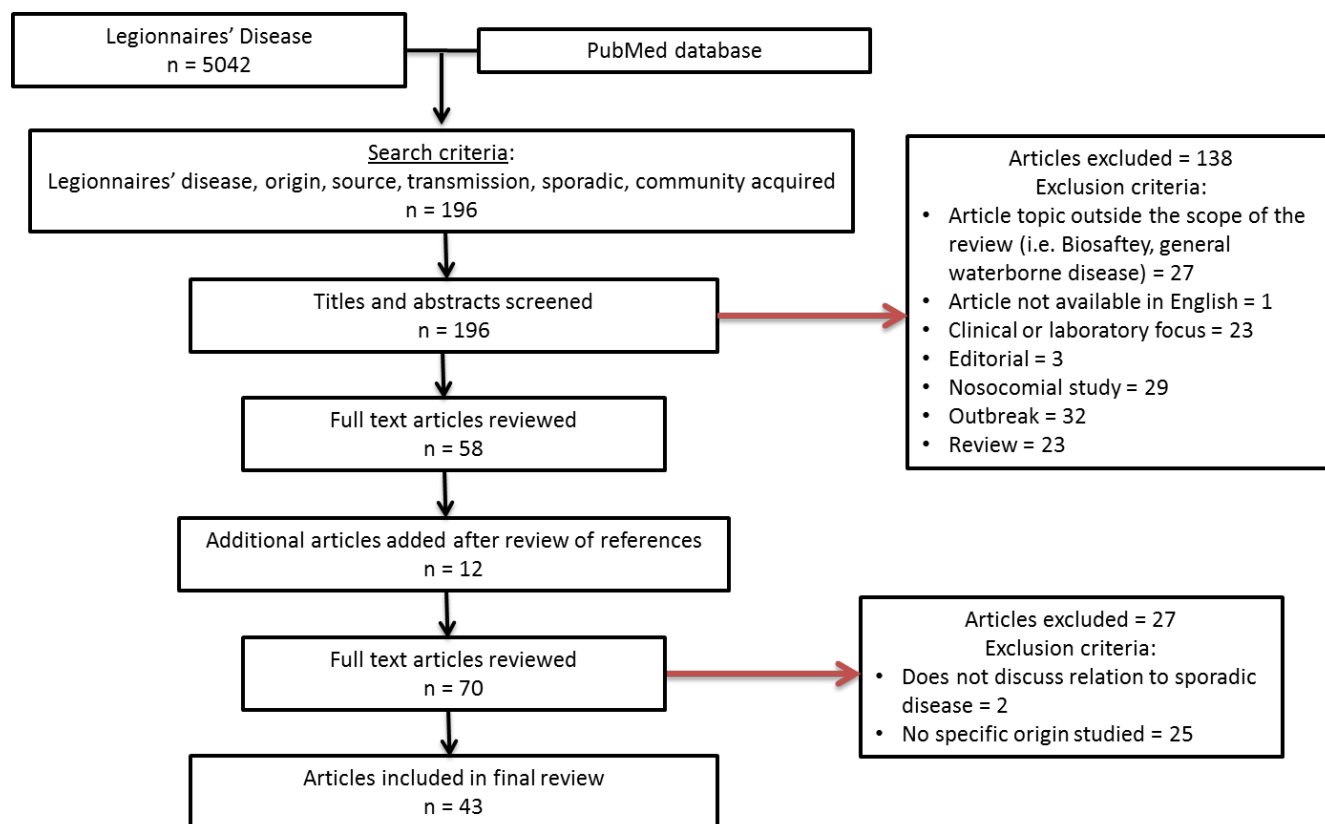 Legionnaires’ Disease
n = 5042
PubMed database
Search criteria:
Legionnaires’ disease, origin, source, transmission, sporadic, community acquired
n = 196
Titles and abstracts screened
n = 196
Articles excluded = 138
Exclusion criteria:
• Article topic outside the scope of the
review (i.e. Biosaftey, general
waterborne disease) = 27
• Article not available in English = 1
• Clinical or laboratory focus = 23
• Editorial = 3
• Nosocomial study = 29
• Outbreak = 32
• Review = 23
Full text articles reviewed
n = 58
Additional articles added after review of references
n = 12
Full text articles reviewed
n = 70
Articles excluded = 27
Exclusion criteria:
• Does not discuss relation to sporadic
disease = 2
• No specific origin studied = 25
Articles included in final review
n = 43